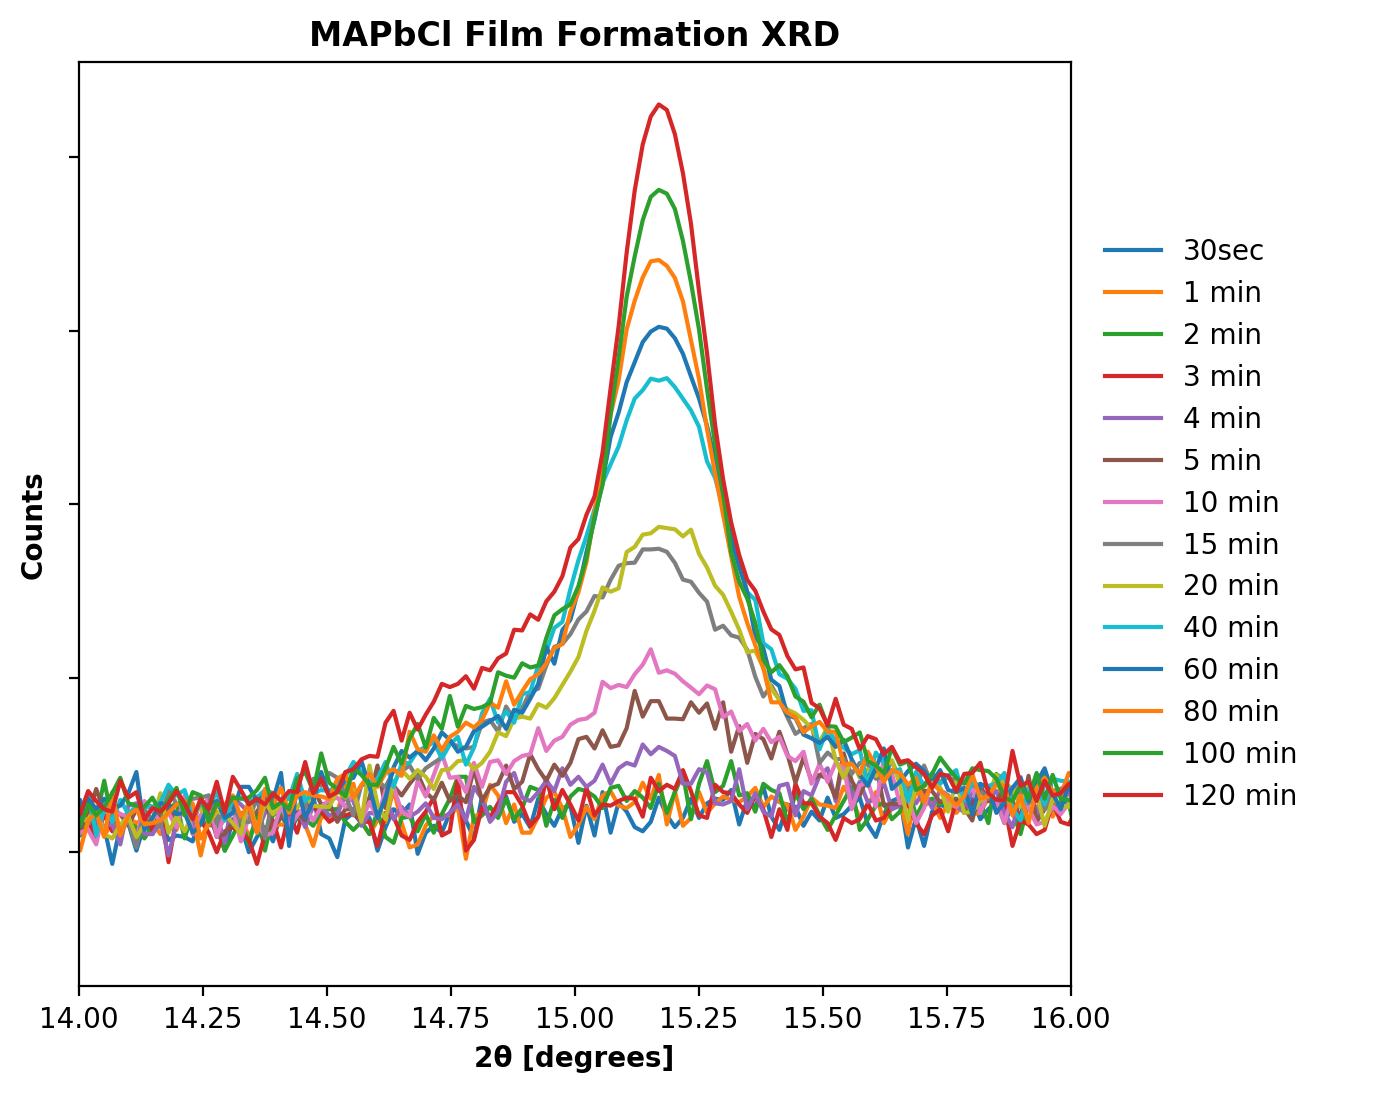 MAPbCl Film Formation XRD
Counts
14.00 14.25 14.50 14.75 15.00 15.25 15.50 15.75 16.00
2θ [degrees]
30sec
1 min
2 min
3 min
4 min
5 min
10 min
15 min
20 min
40 min
60 min
80 min
100 min
120 min